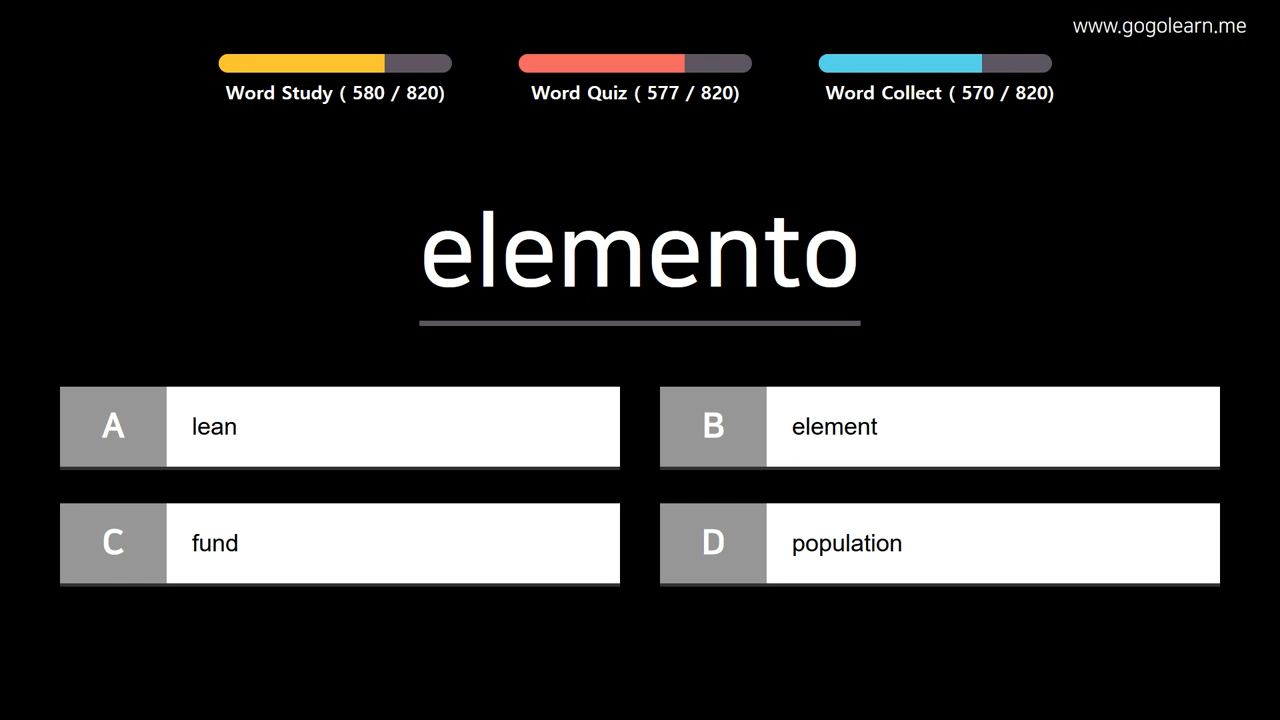 www.gogolearn.me
Word Study ( 580 / 820)
Word Quiz ( 577 / 820)
Word Collect ( 570 / 820)
elemento
A lean
B element
C fund
D population